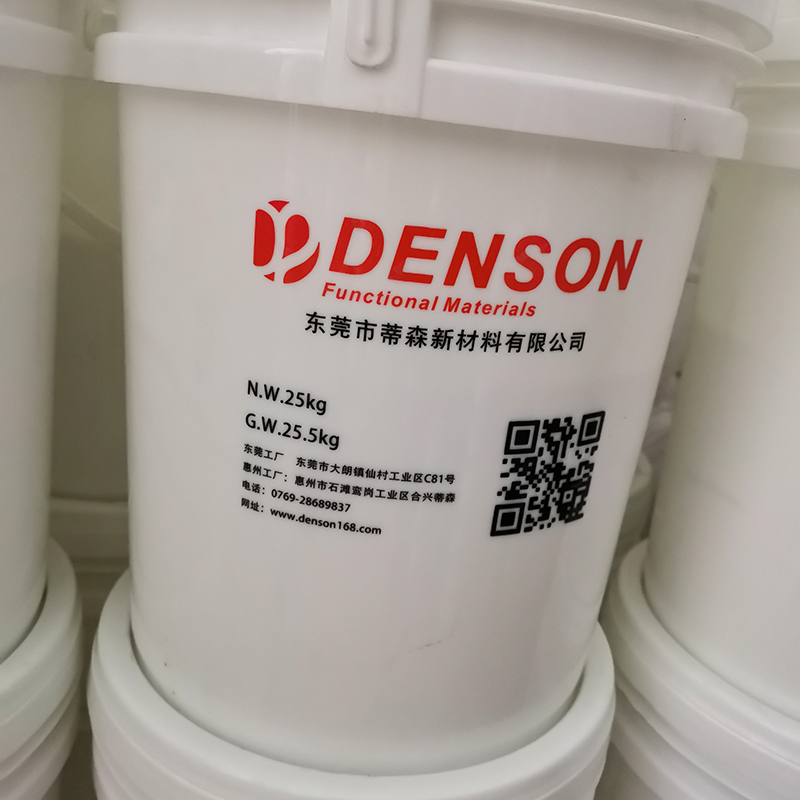 DENSON
Functional Materials
东莞市蒂森新材料有限公司
N.W.25kg
G.W.25.5kg
东莞工厂 东莞市大朗镇仙村工业区C81号
惠州工厂：惠州市石滩鸾岗工业区合兴蒂森
电话：0769-28689837
网址：www.denson168.com